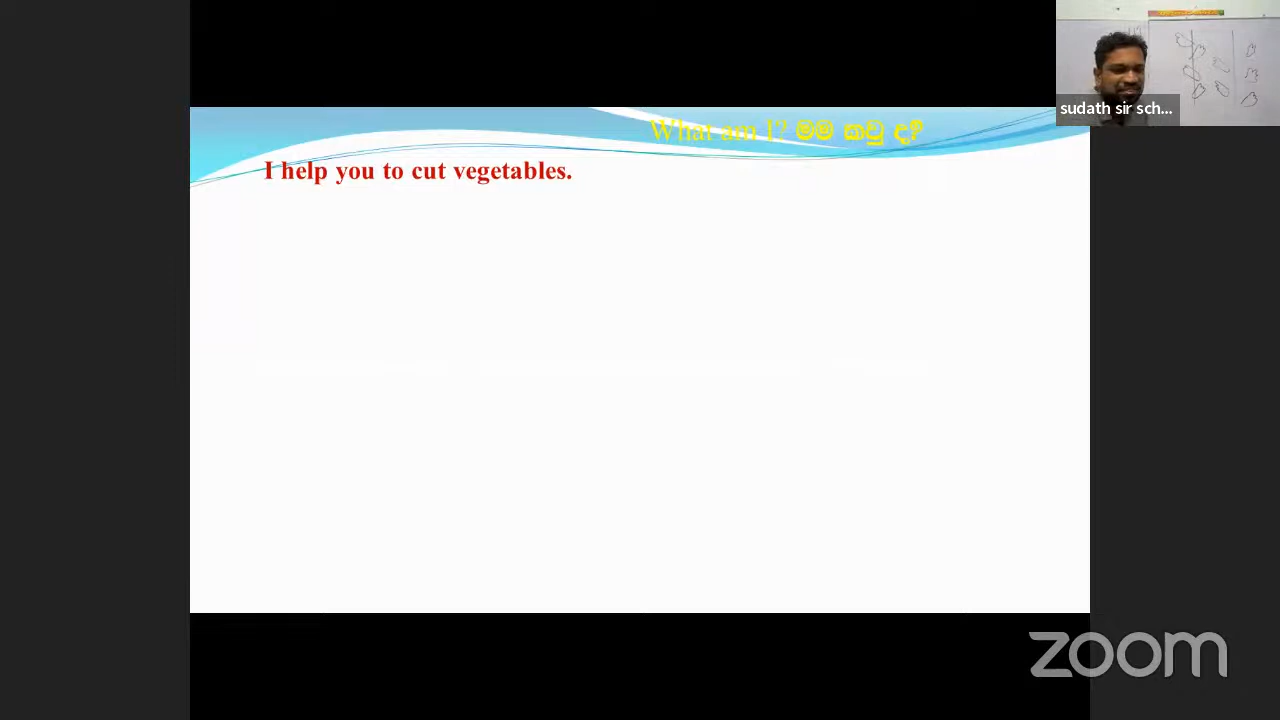 sudath sir sch...
What am I? මම කවු ද?
I help you to cut vegetables.
zoom